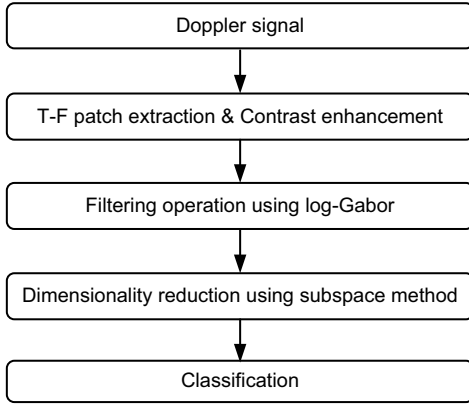 Doppler signal
T-F patch extraction & Contrast enhancement
Filtering operation using log-Gabor
Dimensionality reduction using subspace method
Classification